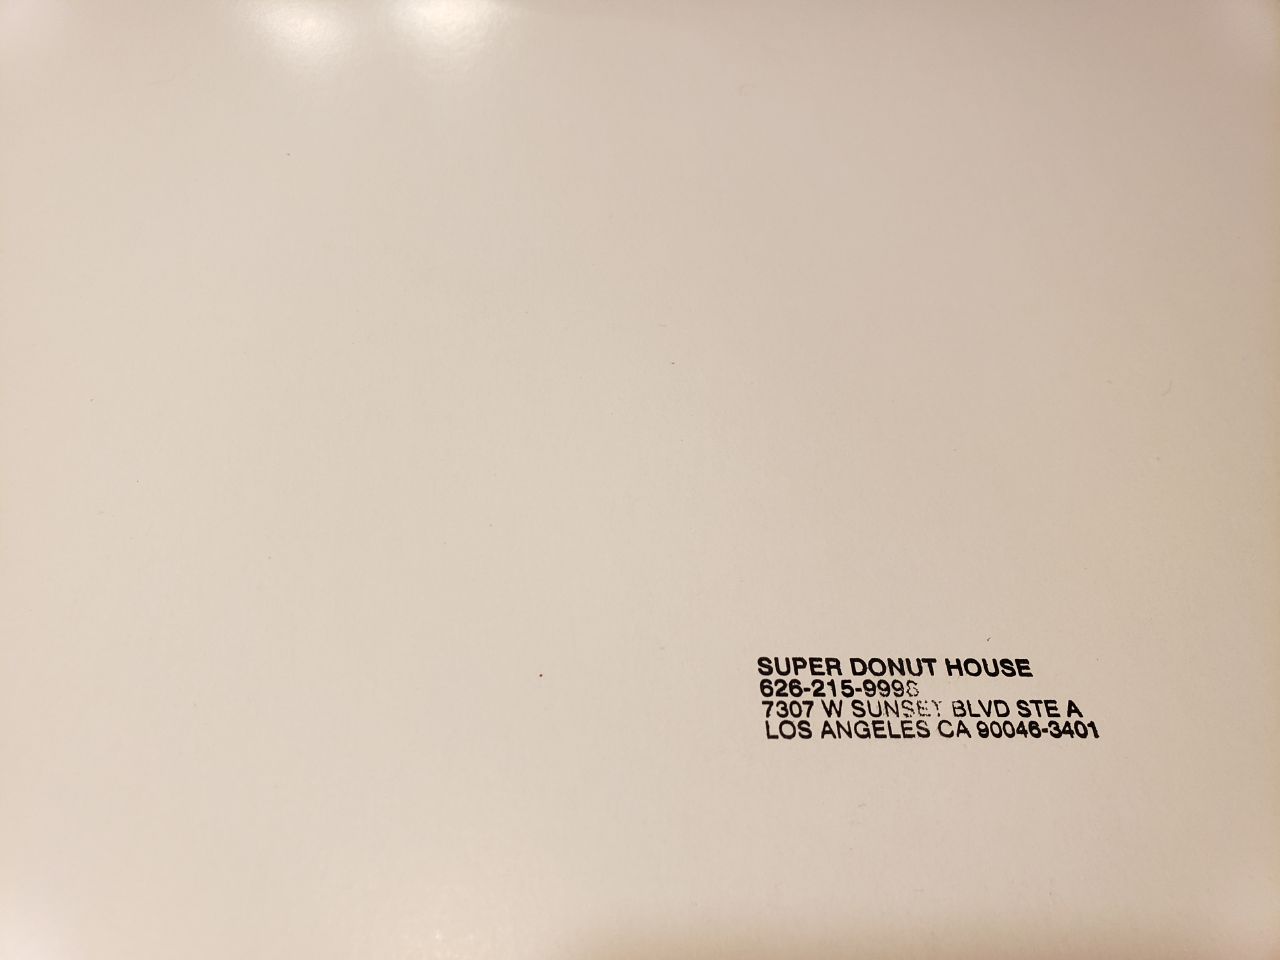 SUPER DONUT HOUSE
626-215-9998
7307 W SUNSET BLVD STE A
LOS ANGELES CA 90046-3401